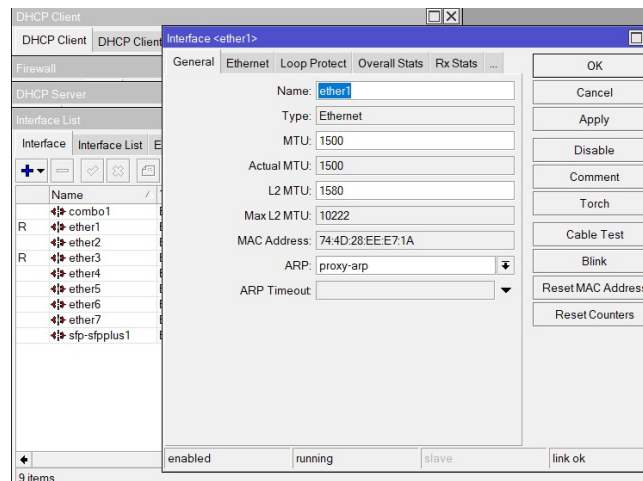 DHCP Client
DHCP Client DHCP Client
Firewall
DHCP Server
Interface List
Interface Interface List E
Name
combo1
R ether1
ether2
R ether3
ether4
ether5
ether6
ether7
sfp-sfpplus1
9 items
Interface <ether1>
General Ethernet Loop Protect Overall Stats Rx Stats ...
Name: ether1
Type: Ethernet
MTU: 1500
Actual MTU: 1500
L2 MTU: 1580
Max L2 MTU: 10222
MAC Address: 74:4D:28:EE:E7:1A
ARP: proxy-arp
ARP Timeout:
OK
Cancel
Apply
Disable
Comment
Torch
Cable Test
Blink
Reset MAC Address
Reset Counters
enabled running slave link ok